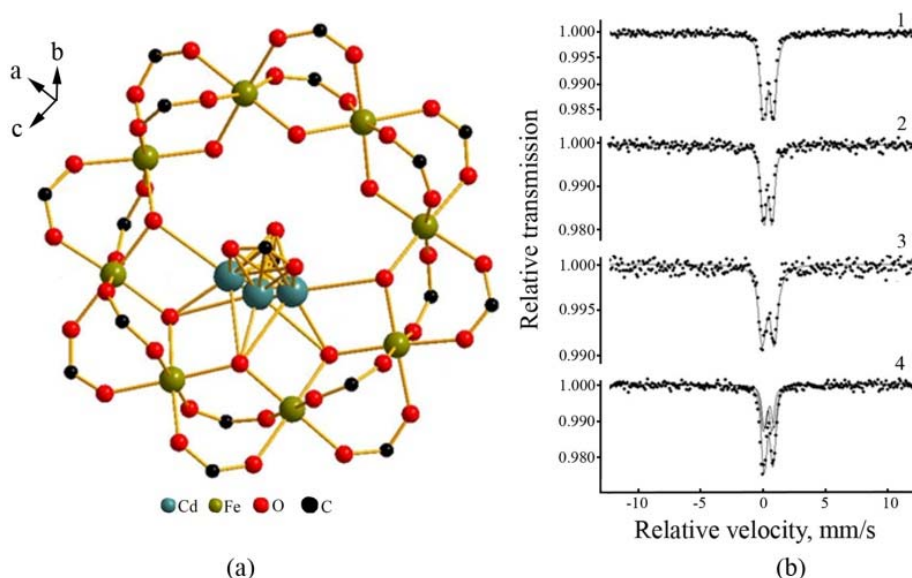 b
a
c
Cd Fe O C
(a)
Relative transmission
1
1.000
0.995
0.990
0.985
2
1.000
0.990
0.980
3
1.000
0.995
0.990
4
1.000
0.990
0.980
-10 -5 0 5 10
Relative velocity, mm/s
(b)